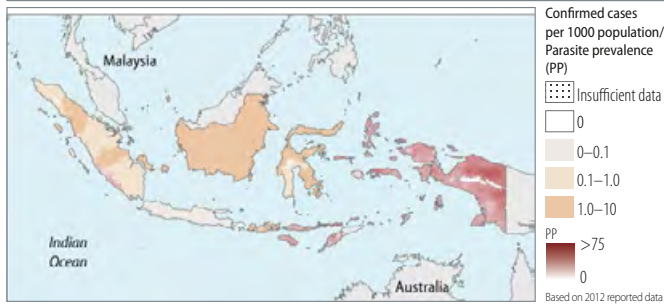 Malaysia
Indian
Ocean
Australia
Confirmed cases
per 1000 population/
Parasite prevalence
(PP)
Insufficient data
0
0–0.1
0.1–1.0
1.0–10
PP
>75
0
Based on 2012 reported data